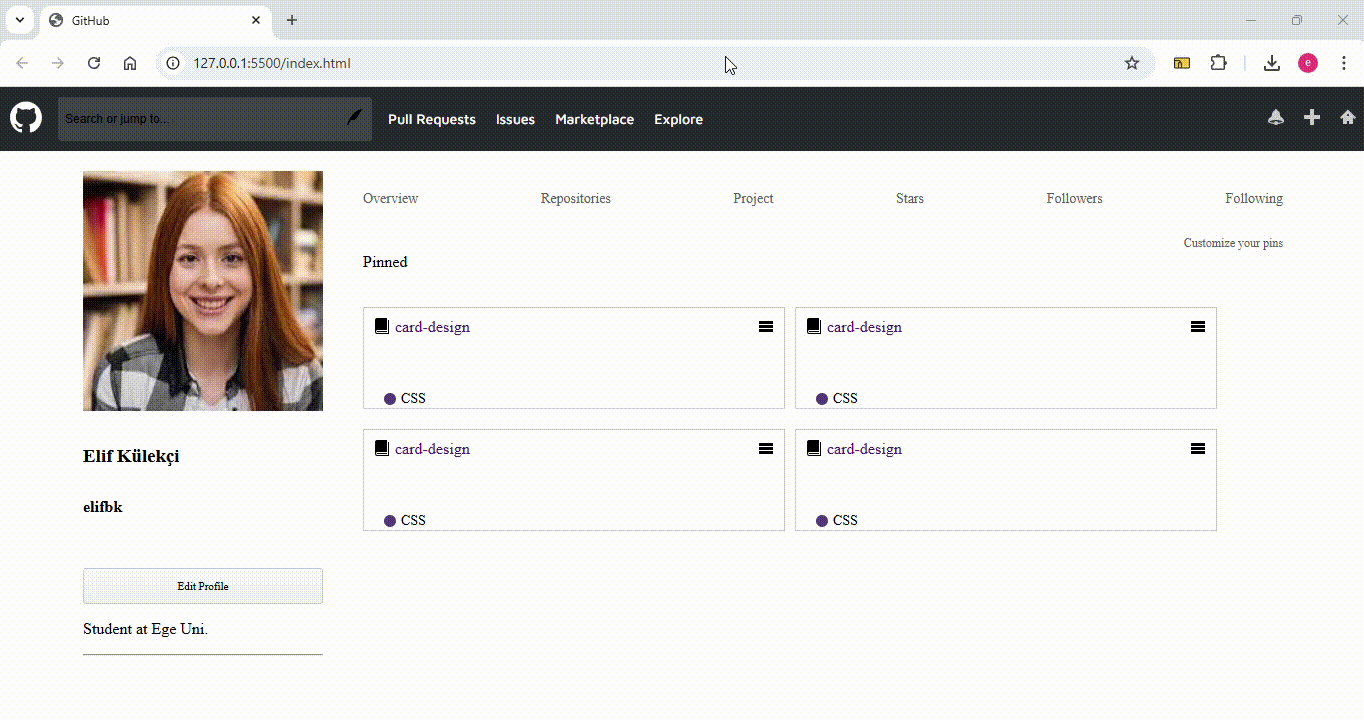 GitHub
127.0.0.1:5500/index.html
e
Search or jump to...
Pull Requests Issues Marketplace Explore
Overview Repositories Project Stars Followers Following
Customize your pins
Pinned
card-design card-design
CSS CSS
card-design card-design
CSS CSS
Elif Külekçi
elifbk
Edit Profile
Student at Ege Uni.